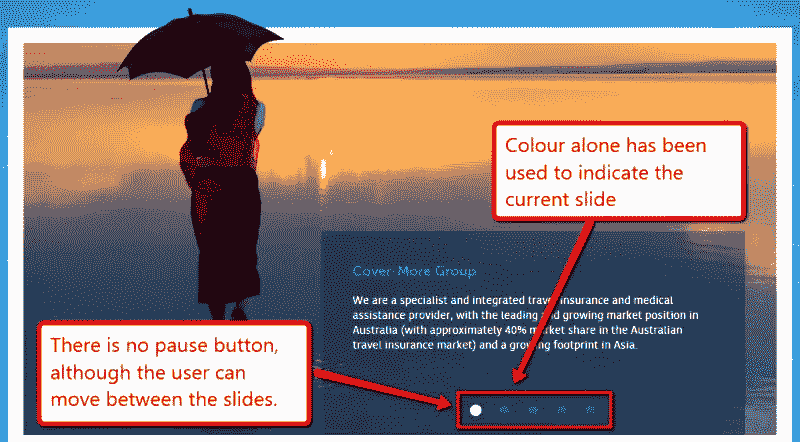 Colour alone has been
used to indicate the
current slide
Cover-More Group
We are a specialist and integrated travel insurance and medical
assistance provider, with the leading and growing market position in
Australia (with approximately 40% market share in the Australian
travel insurance market) and a growing footprint in Asia.
There is no pause button,
although the user can
move between the slides.